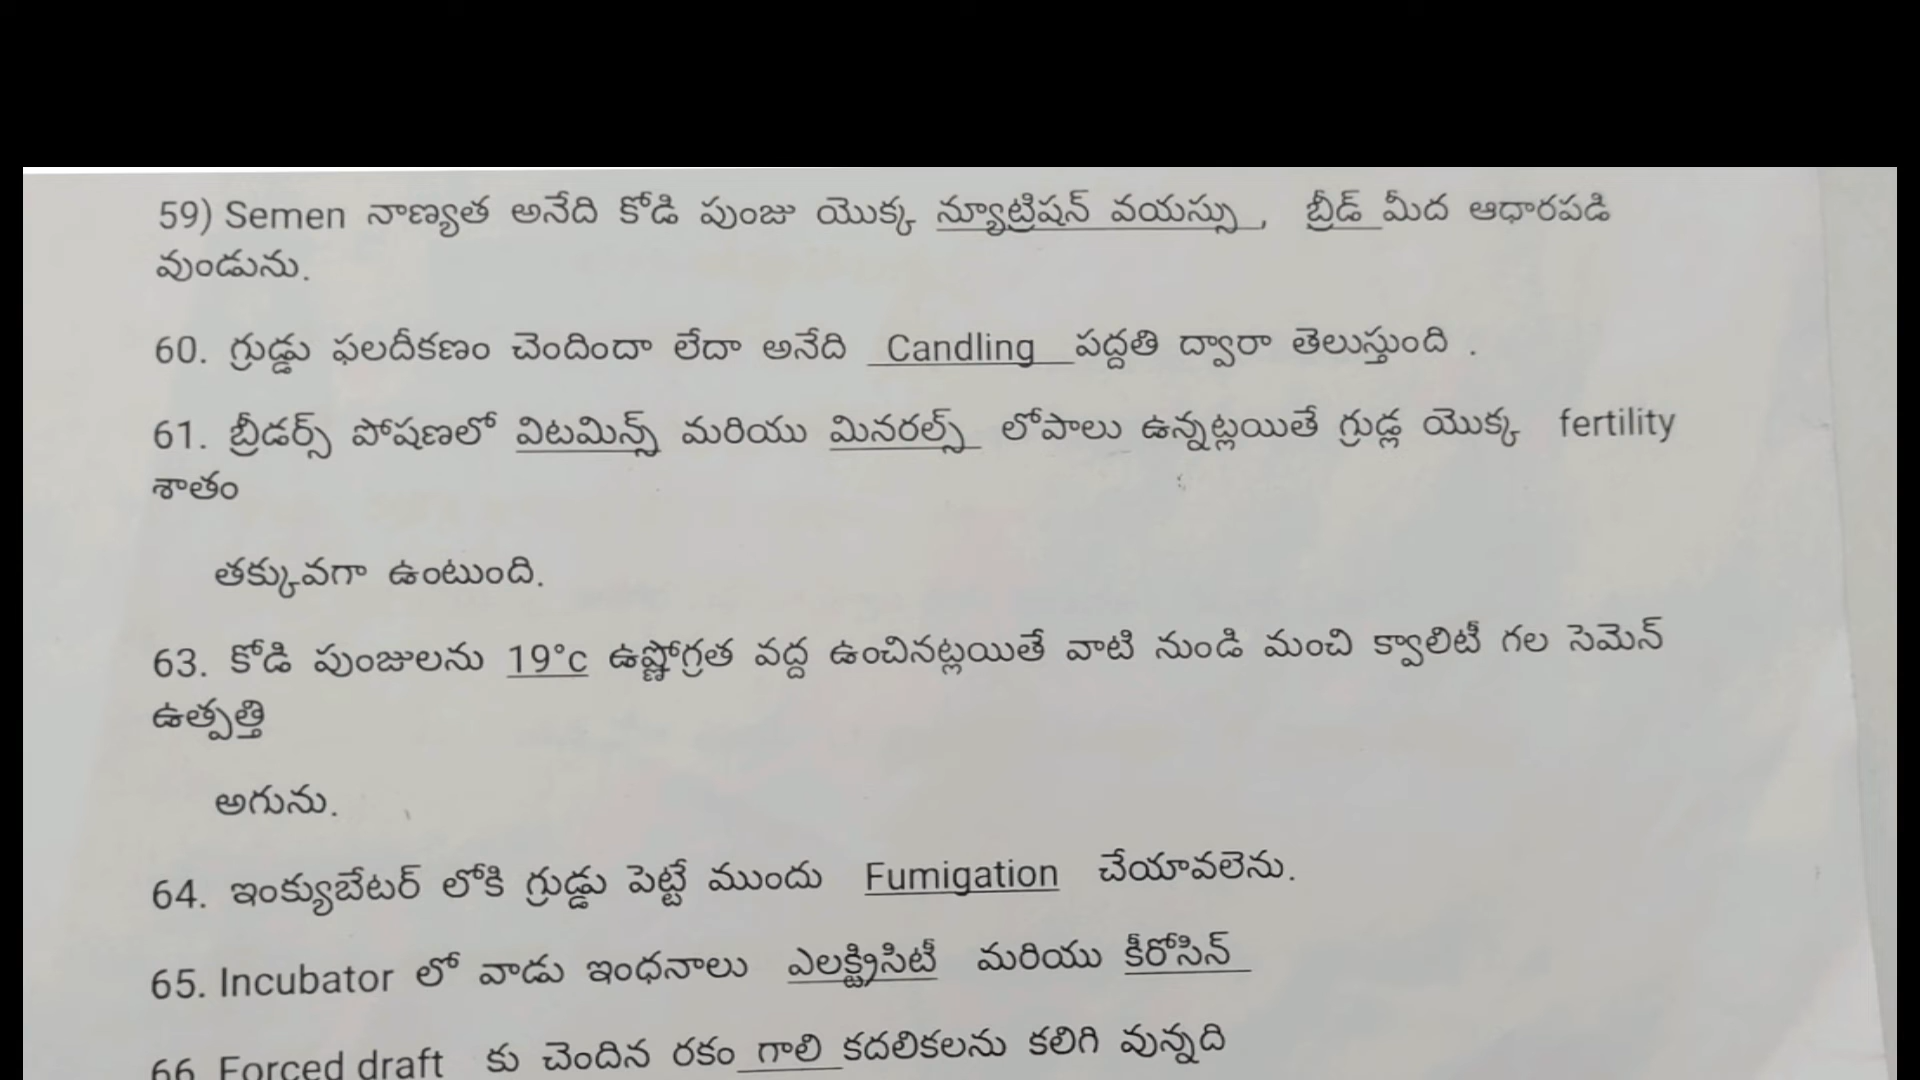 59) Semen నాణ్యత అనేది కోడి పుంజు యొక్క న్యూట్రిషన్ వయస్సు , బ్రీడ్ మీద ఆధారపడి
వుండును.
60. గ్రుడ్డు ఫలదీకణం చెందిందా లేదా అనేది Candling పద్దతి ద్వారా తెలుస్తుంది .
61. బ్రీడర్స్ పోషణలో విటమిన్స్ మరియు మినరల్స్ లోపాలు ఉన్నట్లయితే గ్రుడ్ల యొక్క fertility
శాతం
తక్కువగా ఉంటుంది.
63. కోడి పుంజులను 19°c ఉష్ణోగ్రత వద్ద ఉంచినట్లయితే వాటి నుండి మంచి క్వాలిటీ గల సెమెన్
ఉత్పత్తి
అగును.
64. ఇంక్యుబేటర్ లోకి గ్రుడ్డు పెట్టే ముందు Fumigation చేయావలెను.
65. Incubator లో వాడు ఇంధనాలు ఎలక్ట్రిసిటీ మరియు కీరోసిన్
66 Forced draft కు చెందిన రకం గాలి కదలికలను కలిగి వున్నది